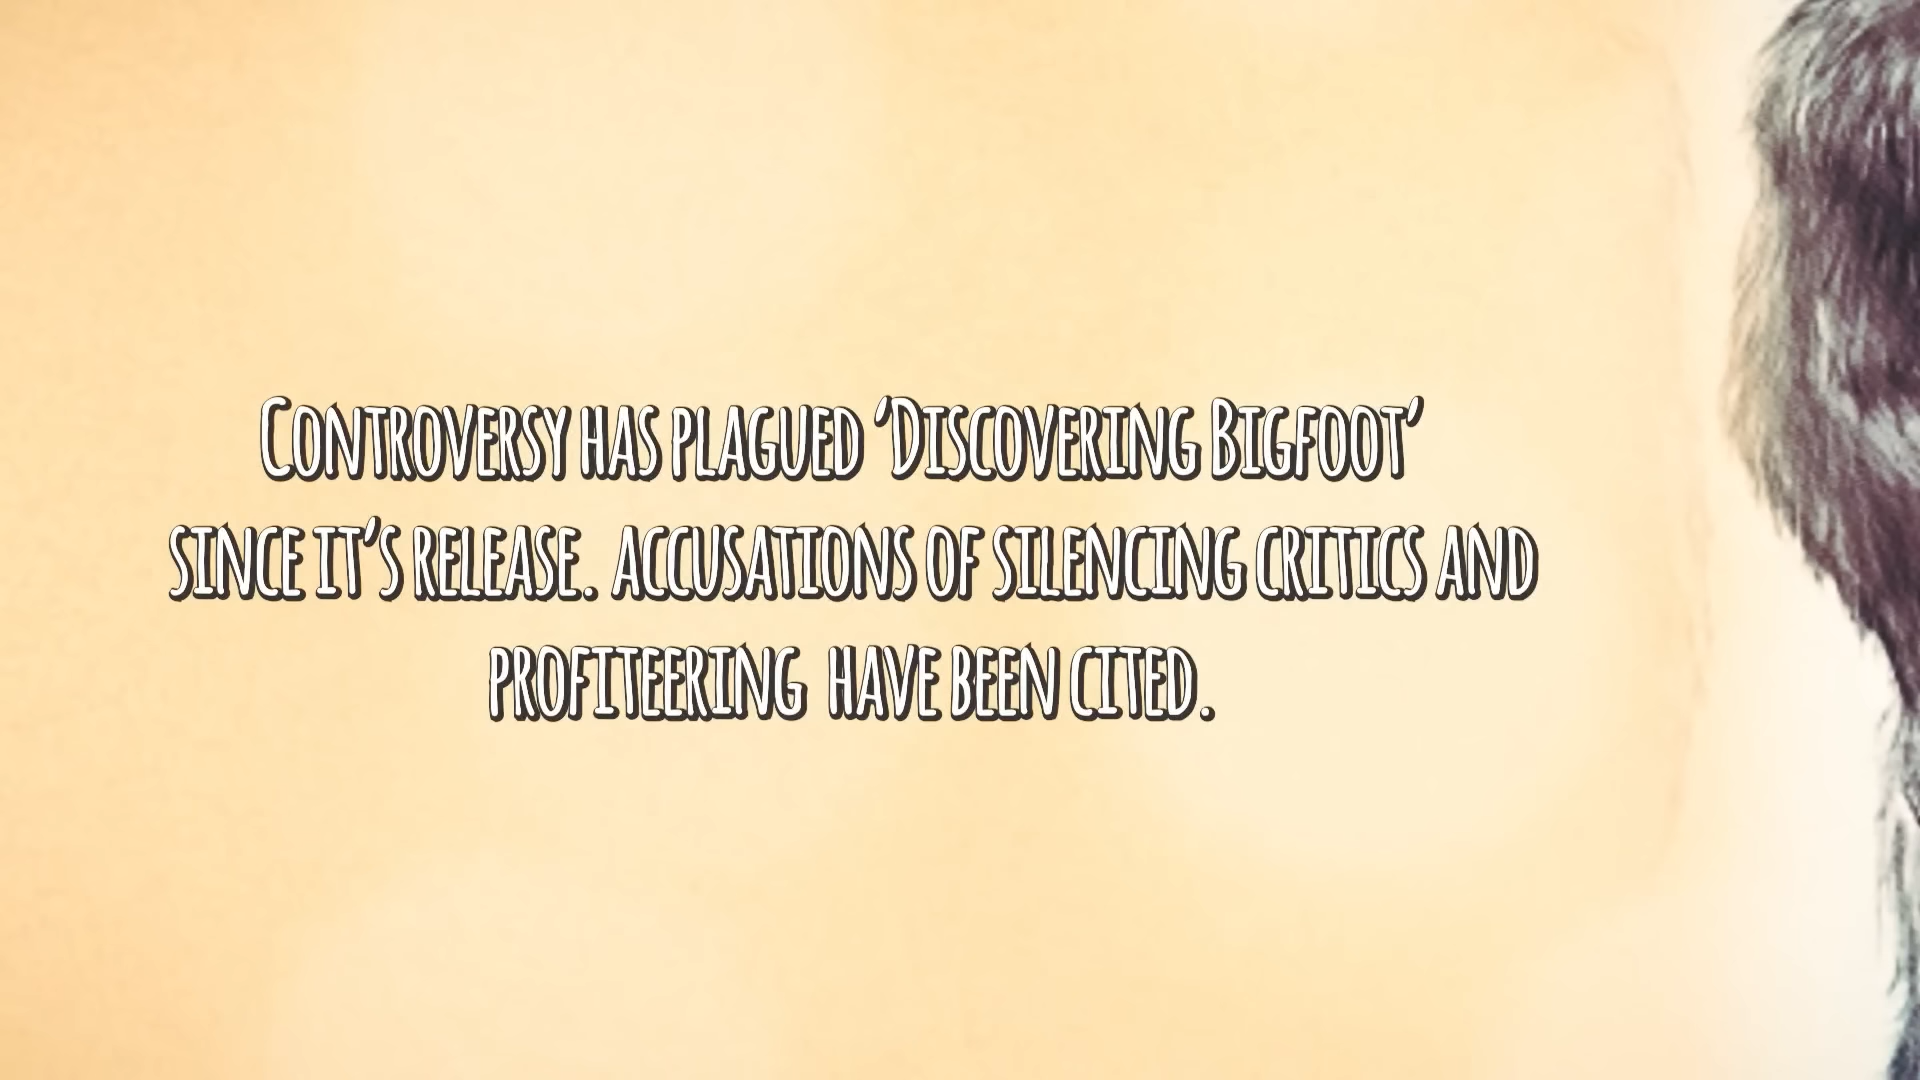 Controversy has plagued ‘Discovering Bigfoot’
since it’s release. accusations of silencing critics and
profiteering  have been cited.